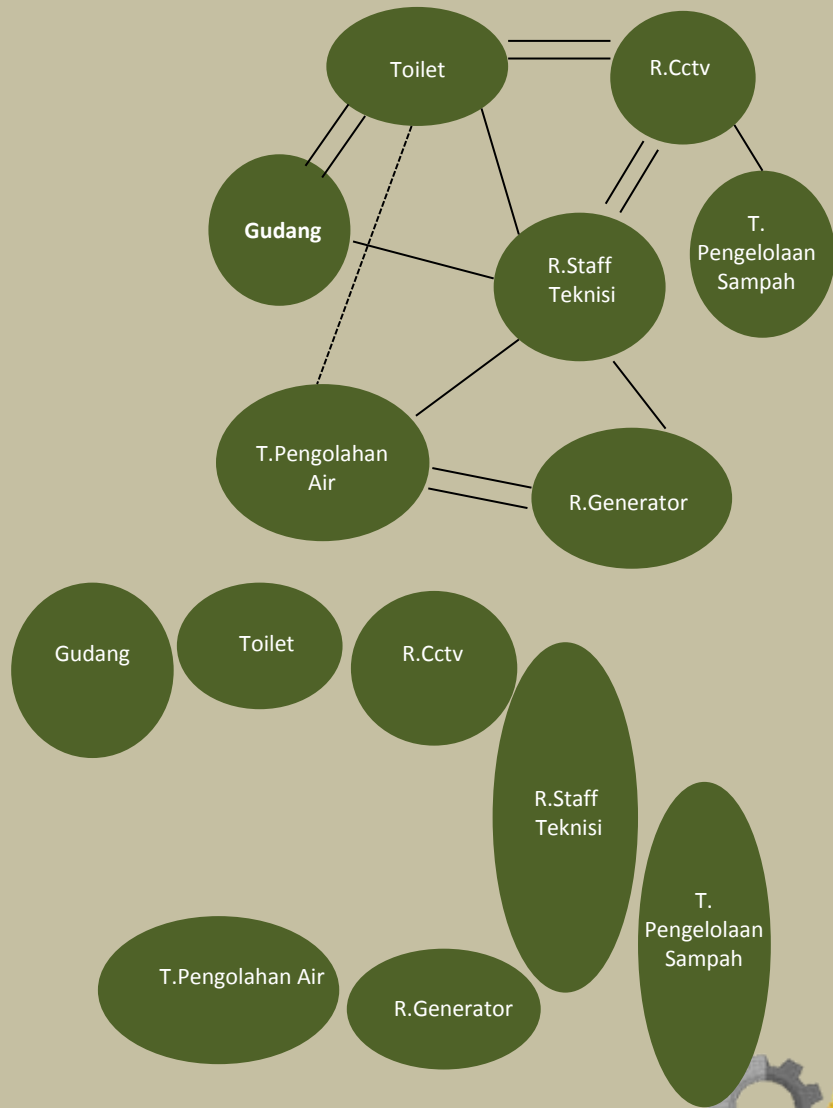 Toilet
R.Cctv
Gudang
R.Staff
Teknisi
T.
Pengelolaan
Sampah
T.Pengolahan
Air
R.Generator
Gudang
Toilet
R.Cctv
R.Staff
Teknisi
T.
Pengelolaan
Sampah
T.Pengolahan Air
R.Generator